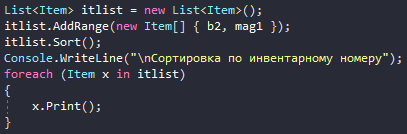 List<Item> itlist = new List<Item>();
itlist.AddRange(new Item[] { b2, mag1 });
itlist.Sort();
Console.WriteLine("\nСортировка по инвентарному номеру");
foreach (Item x in itlist)
{
x.Print();
}